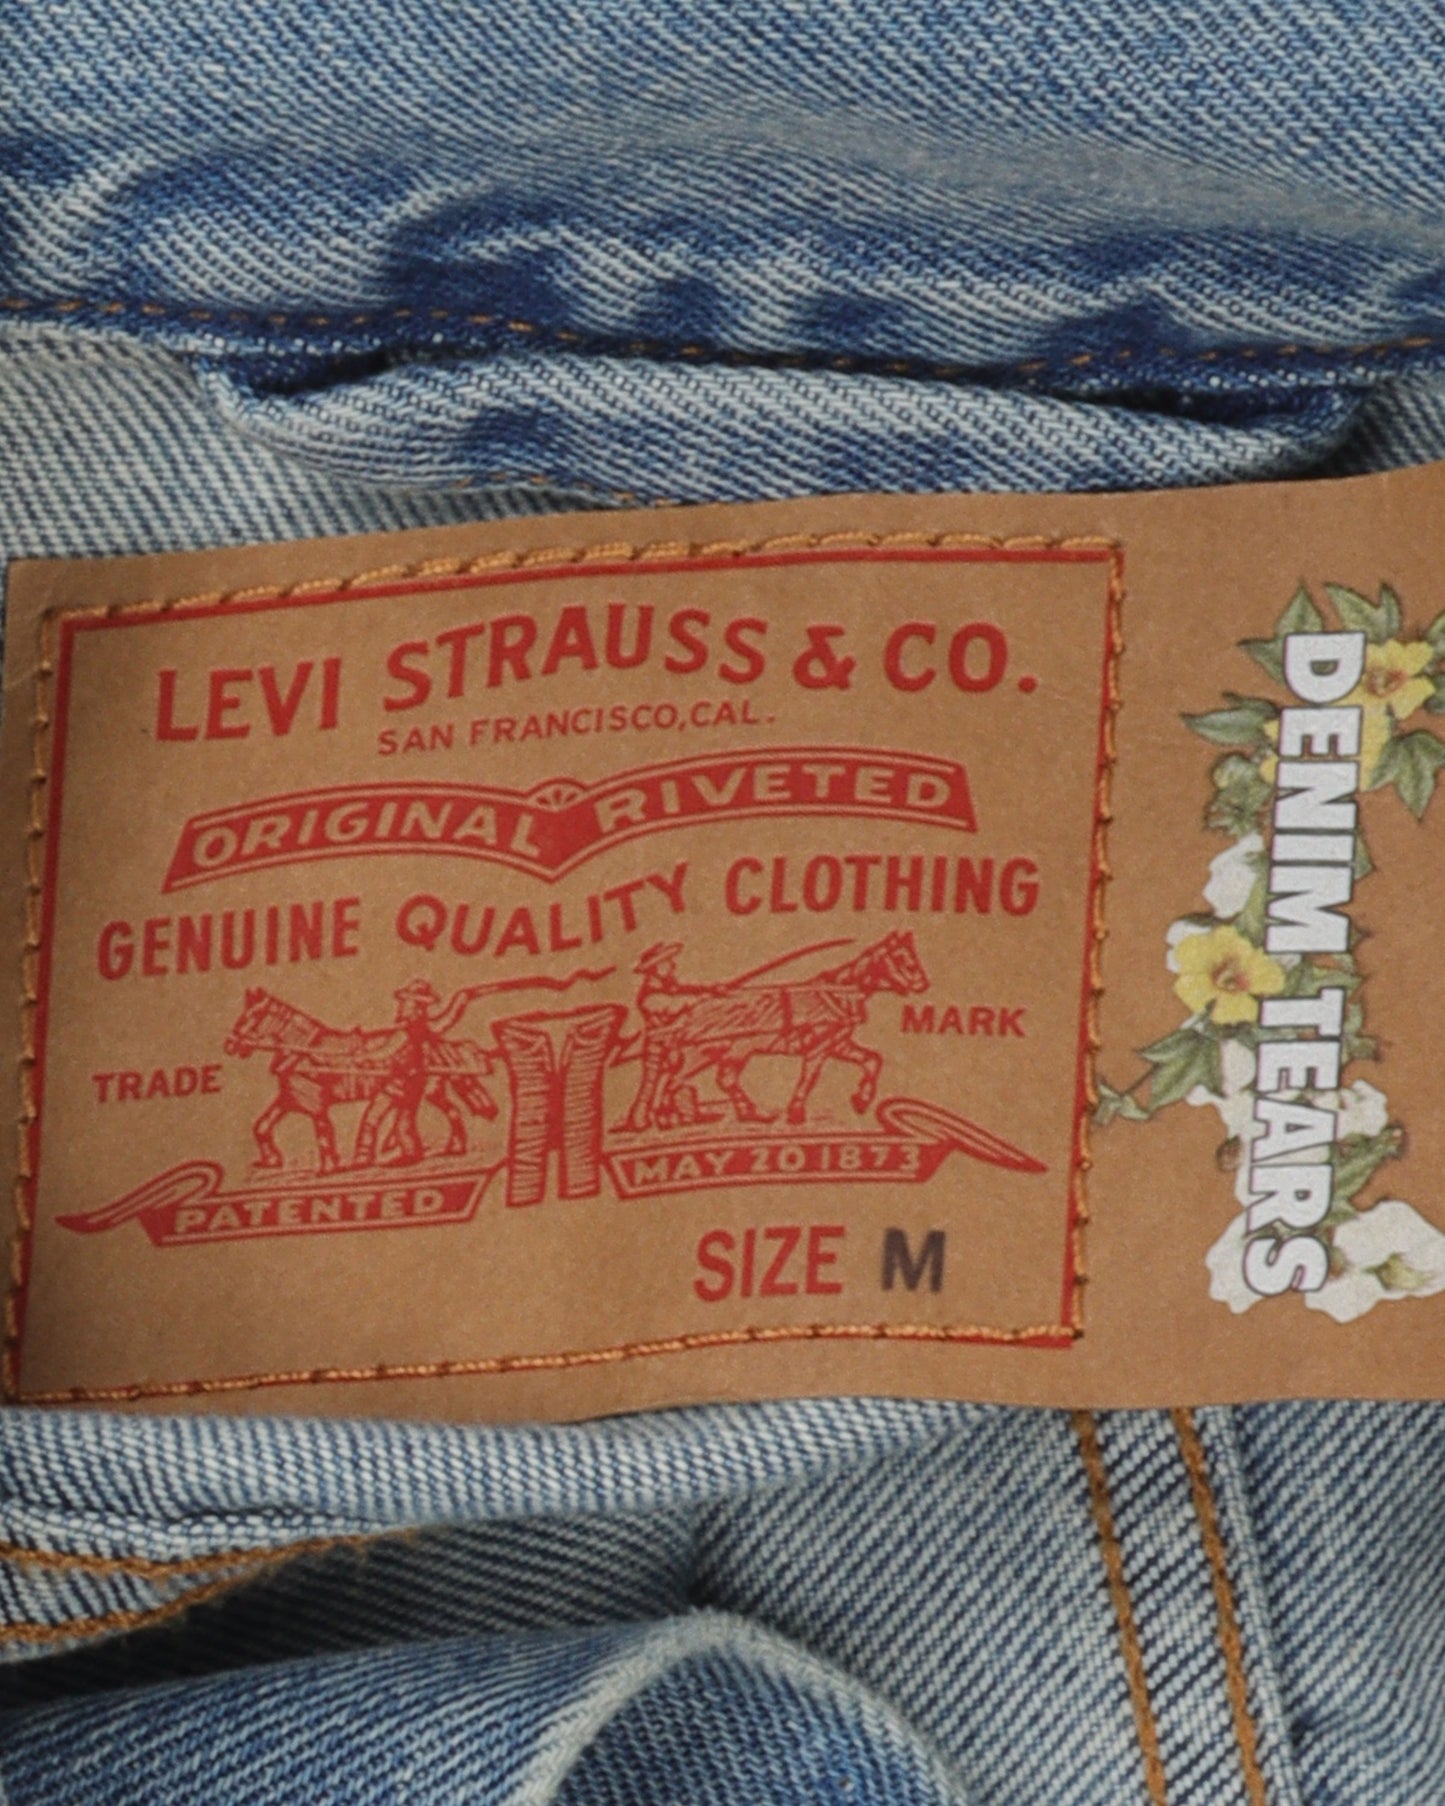 LEVI STRAUSS & CO.
SAN FRANCISCO, CAL.
ORIGINAL RIVETED
GENUINE QUALITY CLOTHING
TRADE MARK
PATENTED MAY 20 1873
SIZE M
DENIM TEARS